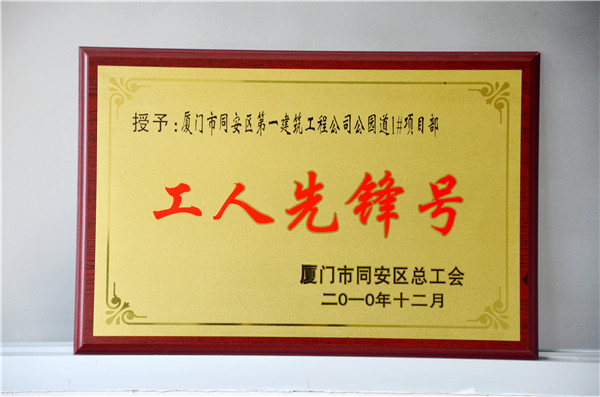 授予:厦门市同安区第一建筑工程公司公园道1#项目部
工人先锋号
厦门市同安区总工会
二〇一〇年十二月